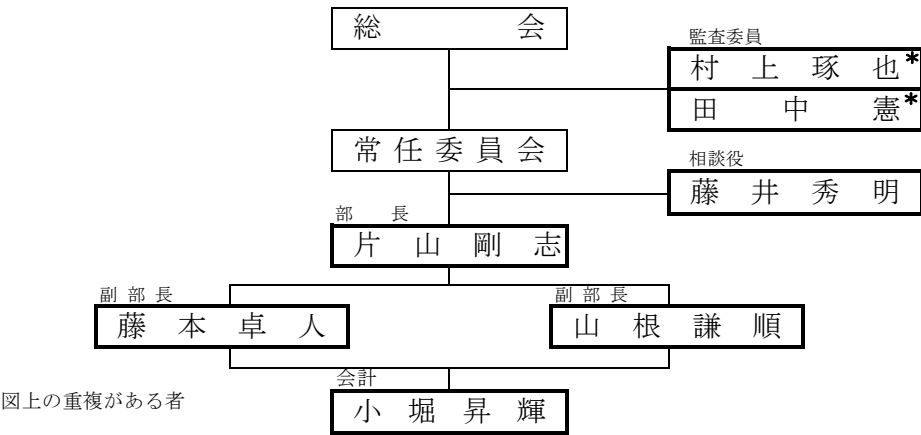 総会
監査委員
村上琢也*
田中憲*
常任委員会
相談役
藤井秀明
部長
片山剛志
副部長
藤本卓人
副部長
山根謙順
会計
小堀昇輝
図上の重複がある者